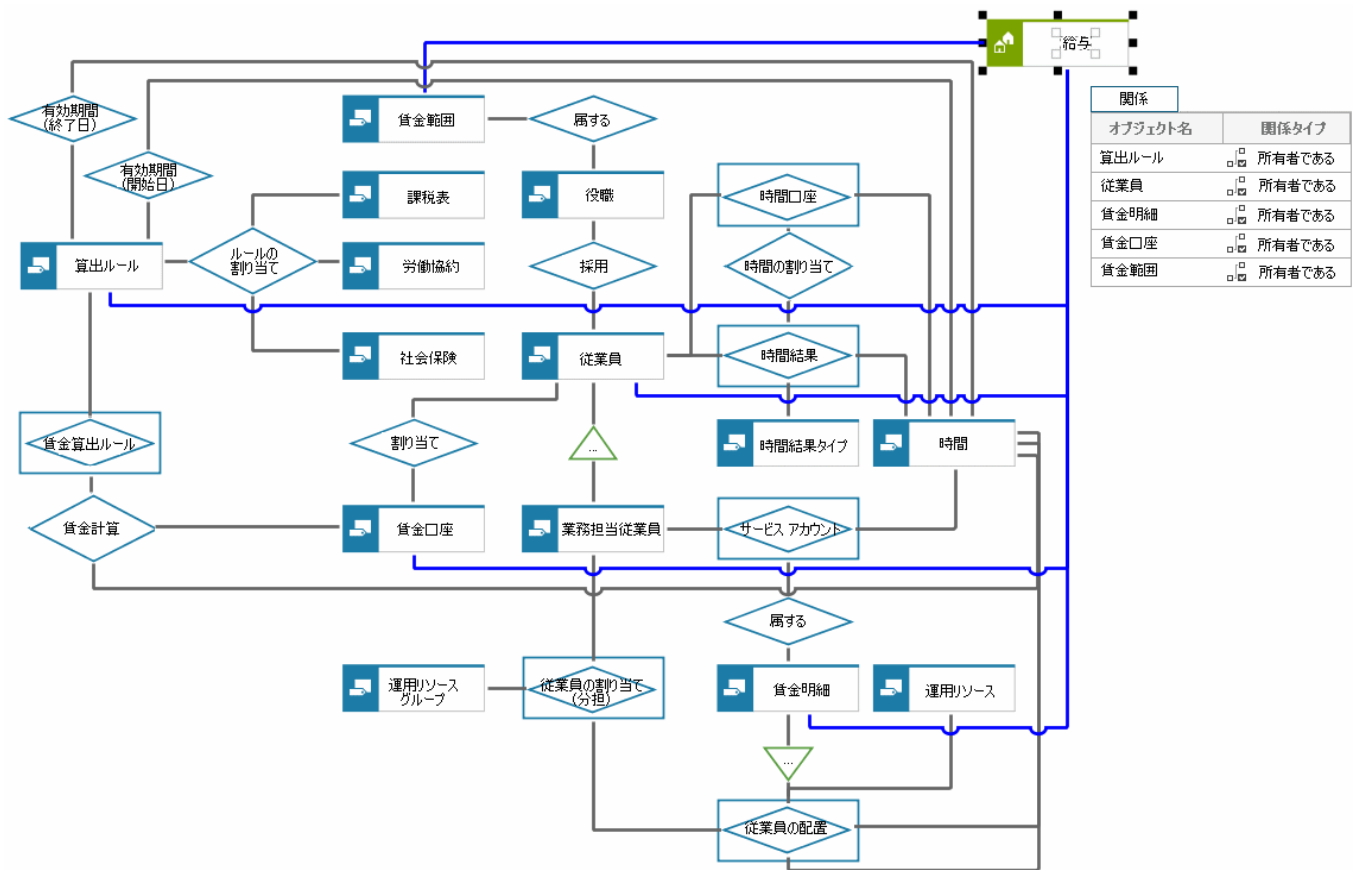 給与
有効期間
(終了日)
賃金範囲
属する
関係
オブジェクト名
関係タイプ
算出ルール
所有者である
従業員
所有者である
賃金明細
所有者である
賃金口座
所有者である
賃金範囲
所有者である
有効期間
(開始日)
課税表
役職
時間口座
算出ルール
ルールの
割り当て
労働協約
採用
時間の割り当て
社会保険
従業員
時間結果
賃金算出ルール
割り当て
...
時間結果タイプ
時間
賃金計算
賃金口座
業務担当従業員
サービス アカウント
属する
運用リソース
グループ
従業員の割り当て
(分担)
賃金明細
運用リソース
...
従業員の配置